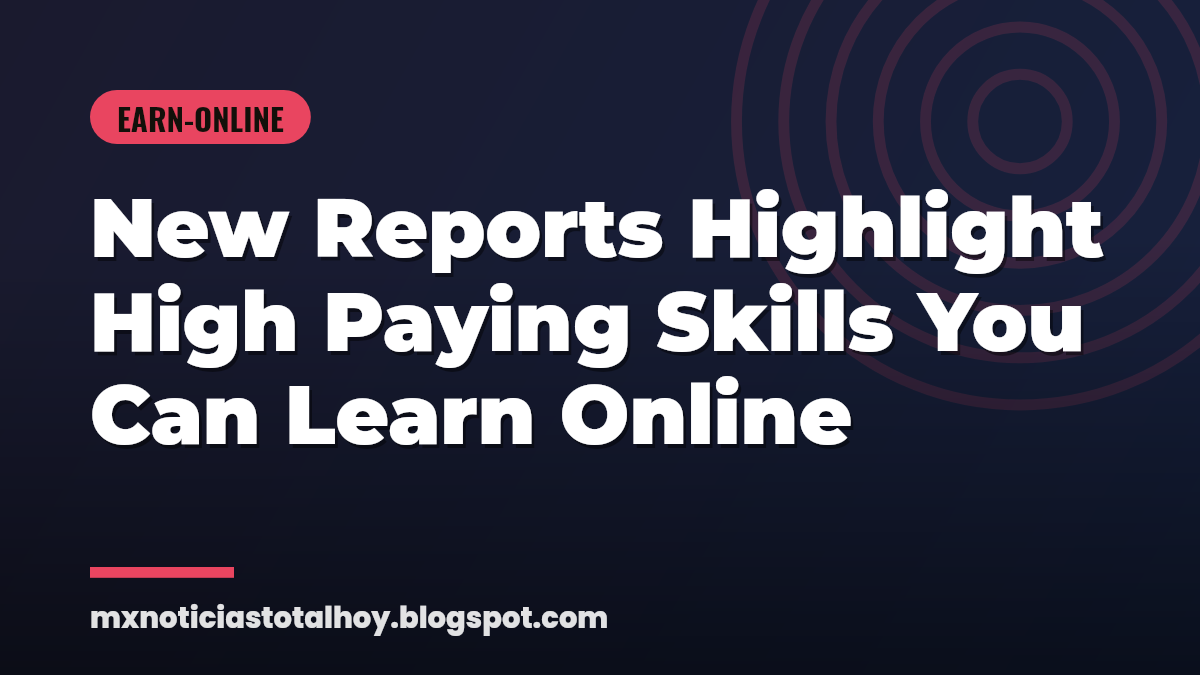 EARN-ONLINE
New Reports Highlight
High Paying Skills You
Can Learn Online
mxnoticiastotalhoy.blogspot.com